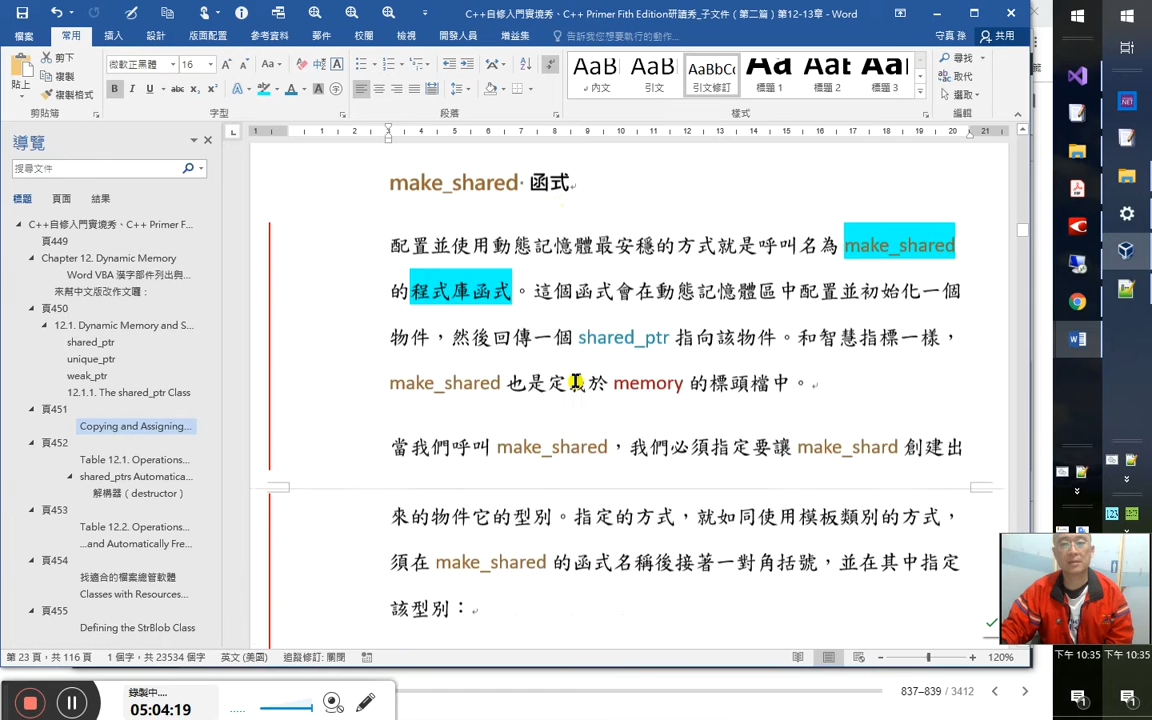 C++自修入門實境秀、C++ Primer Fith Edition研讀秀_子文件（第二篇）第12-13章 - Word
檔案 常用 插入 設計 版面配置 參考資料 郵件 校閱 檢視 開發人員 增益集 告訴我您想要執行的動作... 守真 孫 共用
貼上 剪下 複製 複製格式
微軟正黑體 16
AaB AaB AaBbCc AaB AaB AaB
內文 引文 引文修訂 標題 1 標題 2 標題 3
尋找 取代 選取
剪貼簿 字型 段落 樣式 編輯
導覽
搜尋文件
標題 頁面 結果
C++自修入門實境秀、C++ Primer F...
頁449
Chapter 12. Dynamic Memory
Word VBA 漢字部件列出與...
來幫中文版改作文囉：
頁450
12.1. Dynamic Memory and S...
shared_ptr
unique_ptr
weak_ptr
12.1.1. The shared_ptr Class
頁451
Copying and Assigning...
頁452
Table 12.1. Operations...
shared_ptrs Automatica...
解構器（destructor）
頁453
Table 12.2. Operations...
...and Automatically Fre...
頁454
找適合的檔案總管軟體
Classes with Resources...
頁455
Defining the StrBlob Class
make_shared 函式
配置並使用動態記憶體最安穩的方式就是呼叫名為 make_shared
的程式庫函式。這個函式會在動態記憶體區中配置並初始化一個
物件，然後回傳一個 shared_ptr 指向該物件。和智慧指標一樣，
make_shared 也是定義於 memory 的標頭檔中。
當我們呼叫 make_shared，我們必須指定要讓 make_shard 創建出
來的物件它的型別。指定的方式，就如同使用模板類別的方式，
須在 make_shared 的函式名稱後接著一對角括號，並在其中指定
該型別：
第 23 頁，共 116 頁 1 個字，共 23534 個字 英文 (美國) 追蹤修訂: 關閉 120%
下午 10:35 下午 10:35
錄製中....
05:04:19
837–839 / 3412